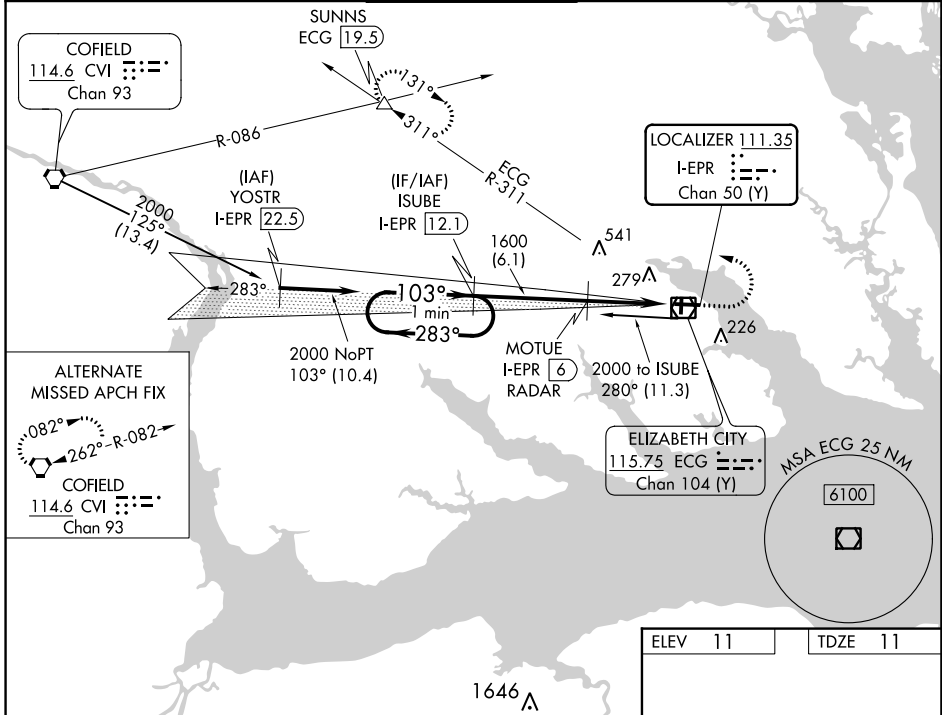 SUNNS
ECG 19.5
COFIELD
114.6 CVI
Chan 93
131°
311°
R-086
ECG
R-311
LOCALIZER 111.35
I-EPR
Chan 50 (Y)
(IAF)
YOSTR
I-EPR 22.5
(IF/IAF)
ISUBE
I-EPR 12.1
2000
125°
(13.4)
1600
(6.1)
541
279
283°
103°
1 min
283°
226
2000 NoPT
103° (10.4)
MOTUE
I-EPR 6
RADAR
2000 to ISUBE
280° (11.3)
ALTERNATE
MISSED APCH FIX
082°
262°-R-082
COFIELD
114.6 CVI
Chan 93
ELIZABETH CITY
115.75 ECG
Chan 104 (Y)
MSA ECG 25 NM
6100
1646
ELEV 11
TDZE 11